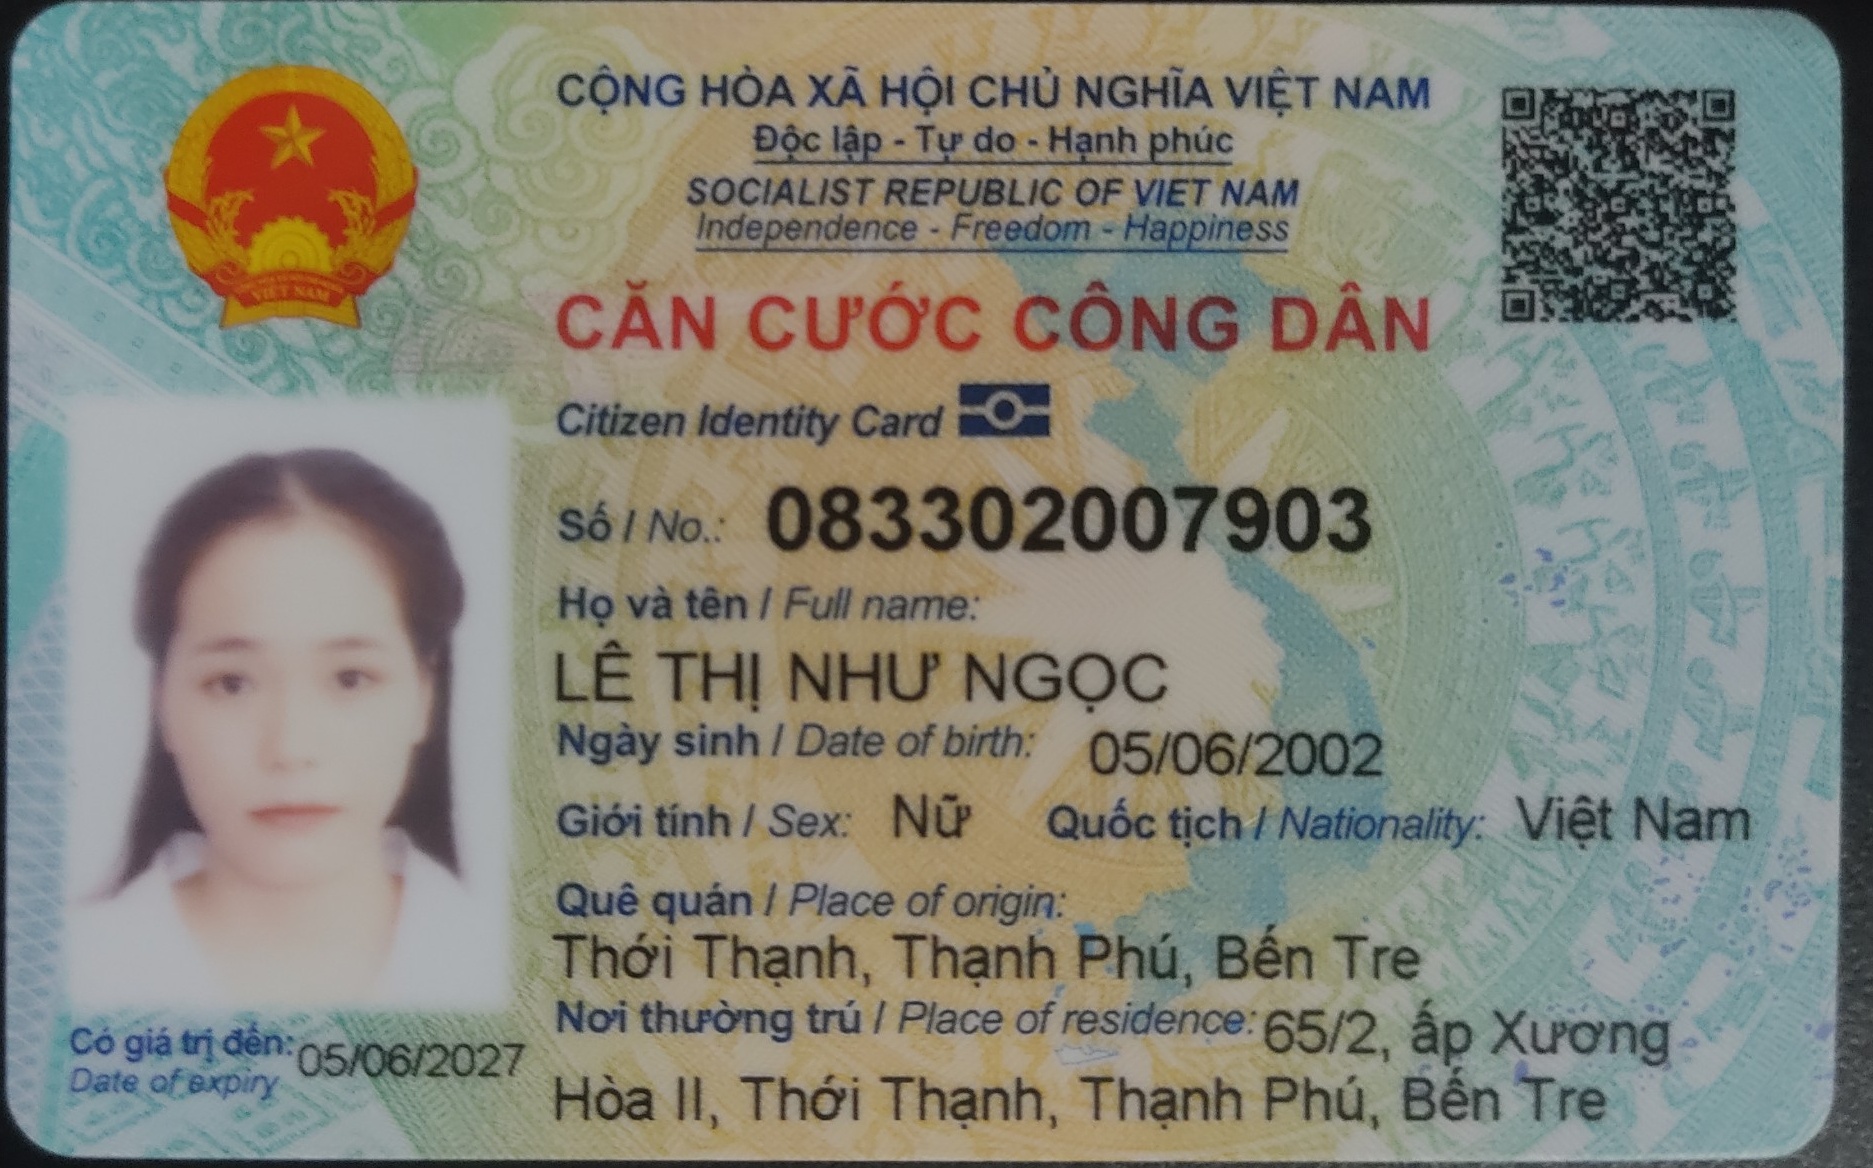 CỘNG HÒA XÃ HỘI CHỦ NGHĨA VIỆT NAM
Độc lập - Tự do - Hạnh phúc
SOCIALIST REPUBLIC OF VIET NAM
Independence - Freedom - Happiness
VIỆT NAM
CĂN CƯỚC CÔNG DÂN
Citizen Identity Card
Số / No.: 083302007903
Họ và tên / Full name:
LÊ THỊ NHƯ NGỌC
Ngày sinh / Date of birth: 05/06/2002
Giới tính / Sex: Nữ Quốc tịch / Nationality: Việt Nam
Quê quán / Place of origin:
Thới Thạnh, Thạnh Phú, Bến Tre
Nơi thường trú / Place of residence: 65/2, ấp Xương
Hòa II, Thới Thạnh, Thạnh Phú, Bến Tre
Có giá trị đến: 05/06/2027
Date of expiry